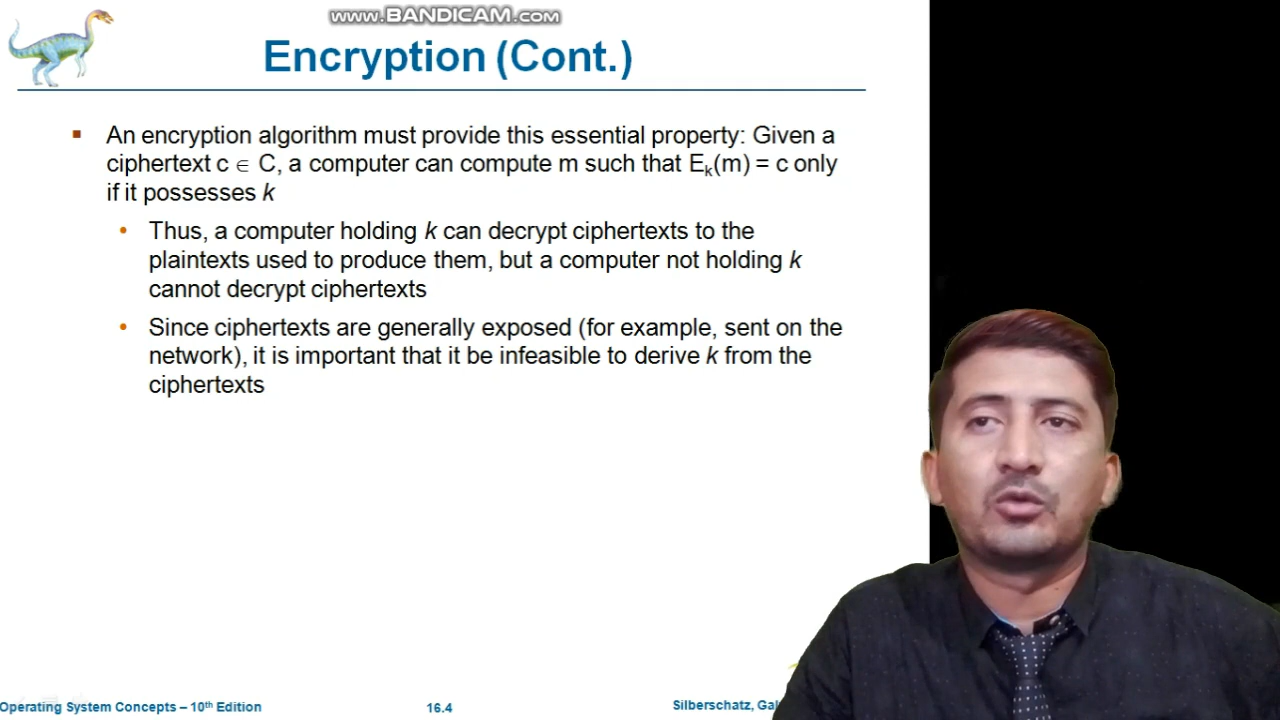 www.BANDICAM.com
Encryption (Cont.)
An encryption algorithm must provide this essential property: Given a
ciphertext c ∈ C, a computer can compute m such that Ek(m) = c only
if it possesses k
Thus, a computer holding k can decrypt ciphertexts to the
plaintexts used to produce them, but a computer not holding k
cannot decrypt ciphertexts
Since ciphertexts are generally exposed (for example, sent on the
network), it is important that it be infeasible to derive k from the
ciphertexts
Operating System Concepts – 10th Edition
16.4
Silberschatz,